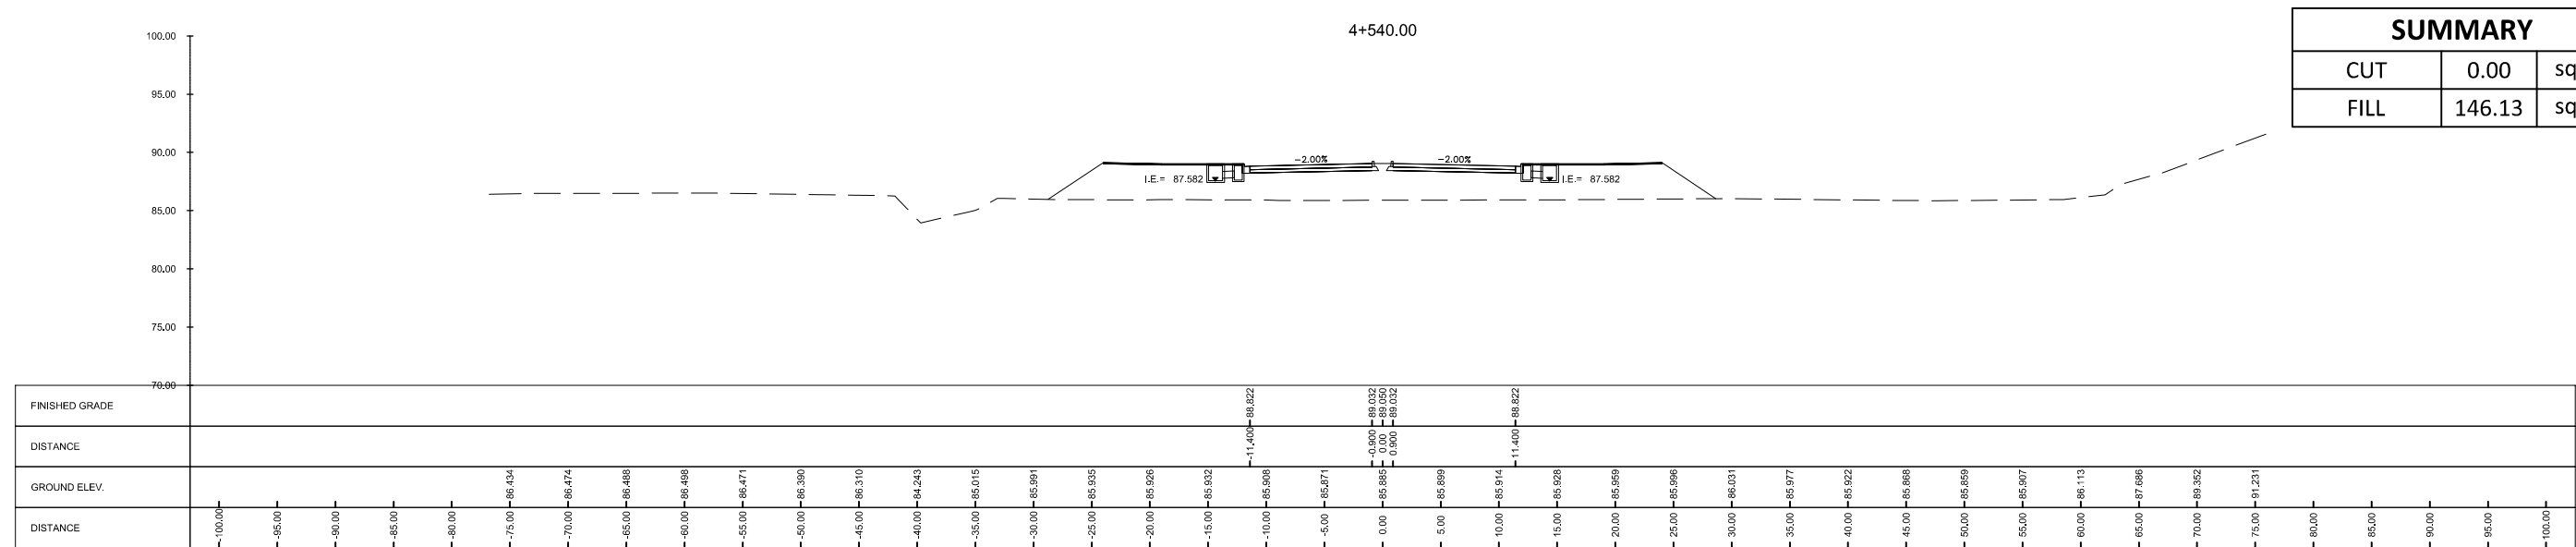 4+540.00
SUMMARY
CUT 0.00 sq
FILL 146.13 sq
100.00
95.00
90.00
85.00
80.00
75.00
70.00
-2.00% -2.00%
I.E.= 87.582 I.E.= 87.582
FINISHED GRADE 88.822 89.032 89.050 89.032 88.822
DISTANCE -11.400 -0.900 0.00 0.900 11.400
GROUND ELEV. 86.434 86.474 86.488 86.498 86.471 86.390 86.310 84.243 85.015 85.991 85.935 85.926 85.932 85.908 85.871 85.885 85.899 85.914 85.928 85.959 85.996 86.031 85.977 85.922 85.868 85.859 85.907 86.113 87.686 89.352 91.231
DISTANCE -100.00 -95.00 -90.00 -85.00 -80.00 -75.00 -70.00 -65.00 -60.00 -55.00 -50.00 -45.00 -40.00 -35.00 -30.00 -25.00 -20.00 -15.00 -10.00 -5.00 0.00 5.00 10.00 15.00 20.00 25.00 30.00 35.00 40.00 45.00 50.00 55.00 60.00 65.00 70.00 75.00 80.00 85.00 90.00 95.00 100.00